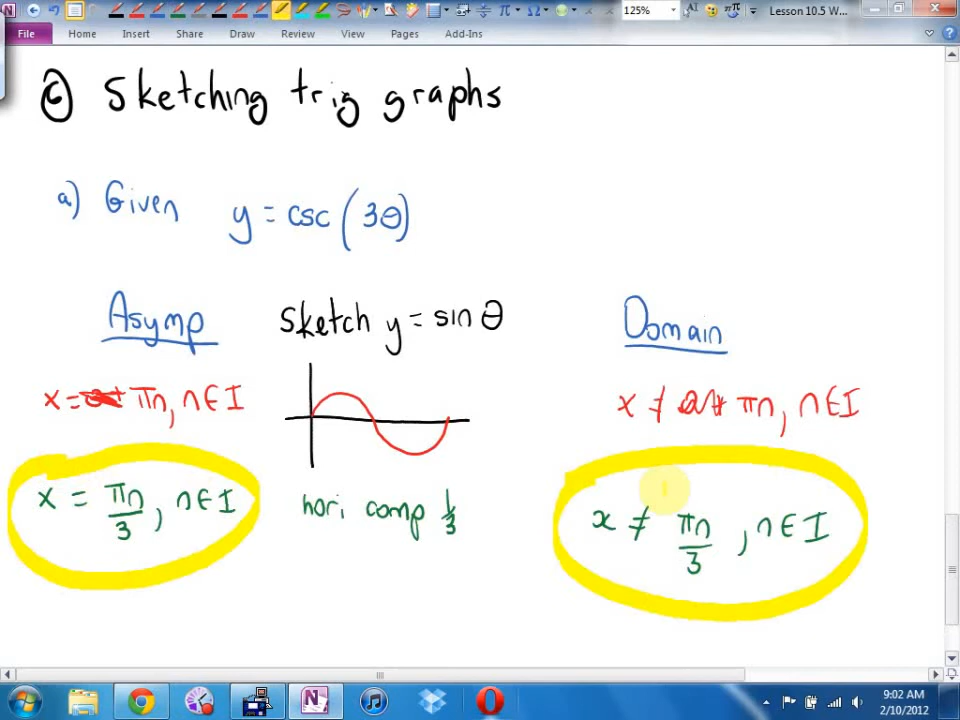 125%
Lesson 10.5 W...
File Home Insert Share Draw Review View Pages Add-Ins
© Sketching trig graphs
a) Given y = csc (3θ)
Asymp
Sketch y = sin θ
Domain
x = πn, n∈I
x ≠ πn, n∈I
x = πn/3, n∈I
hori comp 1/3
x ≠ πn/3, n∈I
9:02 AM
2/10/2012